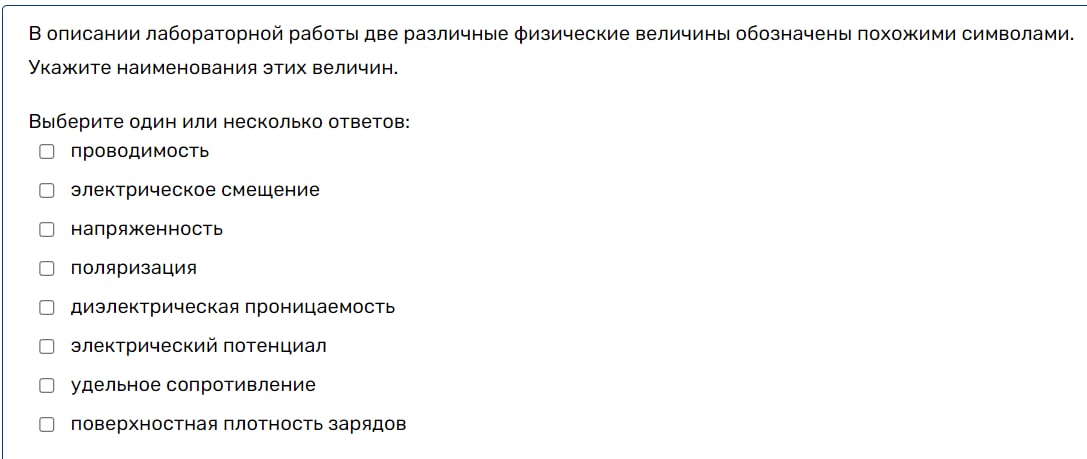 В описании лабораторной работы две различные физические величины обозначены похожими символами.
Укажите наименования этих величин.
Выберите один или несколько ответов:
проводимость
электрическое смещение
напряженность
поляризация
диэлектрическая проницаемость
электрический потенциал
удельное сопротивление
поверхностная плотность зарядов